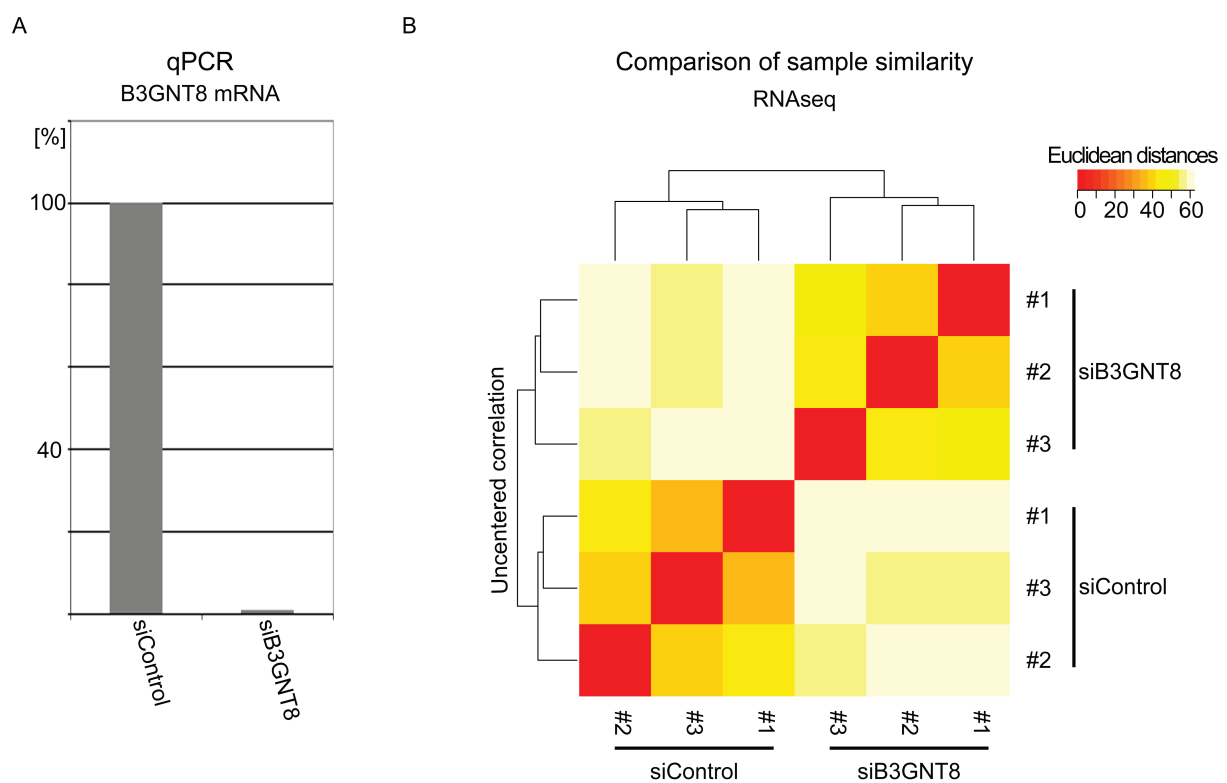 A
qPCR
B3GNT8 mRNA
[%]
100
40
siControl
siB3GNT8
B
Comparison of sample similarity
RNAseq
Euclidean distances
0 20 40 60
Uncentered correlation
#1
#2
#3
siB3GNT8
#1
#3
#2
siControl
#2 #3 #1 #3 #2 #1
siControl siB3GNT8